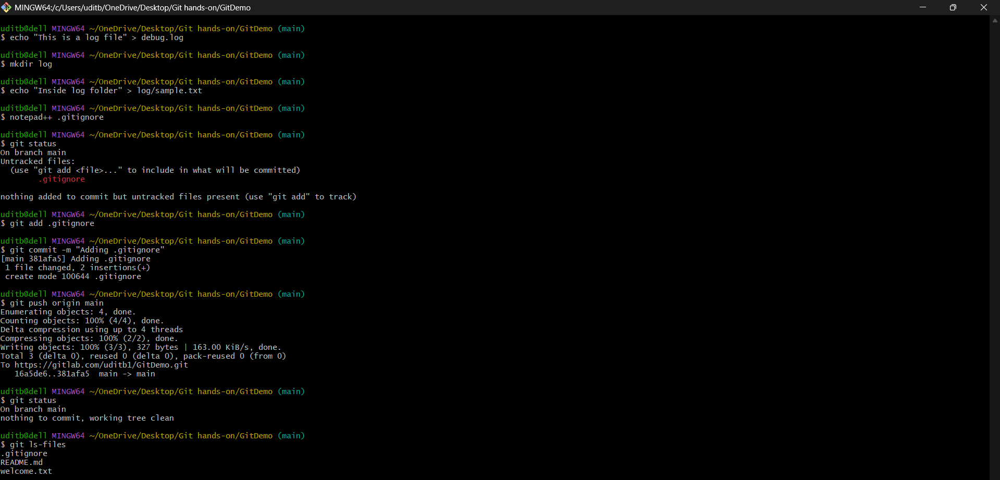 MINGW64:/c/Users/uditb/OneDrive/Desktop/Git hands-on/GitDemo
uditb@dell MINGW64 ~/OneDrive/Desktop/Git hands-on/GitDemo (main)
$ echo "This is a log file" > debug.log
uditb@dell MINGW64 ~/OneDrive/Desktop/Git hands-on/GitDemo (main)
$ mkdir log
uditb@dell MINGW64 ~/OneDrive/Desktop/Git hands-on/GitDemo (main)
$ echo "Inside log folder" > log/sample.txt
uditb@dell MINGW64 ~/OneDrive/Desktop/Git hands-on/GitDemo (main)
$ notepad++ .gitignore
uditb@dell MINGW64 ~/OneDrive/Desktop/Git hands-on/GitDemo (main)
$ git status
On branch main
Untracked files:
  (use "git add <file>..." to include in what will be committed)
        .gitignore
nothing added to commit but untracked files present (use "git add" to track)
uditb@dell MINGW64 ~/OneDrive/Desktop/Git hands-on/GitDemo (main)
$ git add .gitignore
uditb@dell MINGW64 ~/OneDrive/Desktop/Git hands-on/GitDemo (main)
$ git commit -m "Adding .gitignore"
[main 381afa5] Adding .gitignore
 1 file changed, 2 insertions(+)
 create mode 100644 .gitignore
uditb@dell MINGW64 ~/OneDrive/Desktop/Git hands-on/GitDemo (main)
$ git push origin main
Enumerating objects: 4, done.
Counting objects: 100% (4/4), done.
Delta compression using up to 4 threads
Compressing objects: 100% (2/2), done.
Writing objects: 100% (3/3), 327 bytes | 163.00 KiB/s, done.
Total 3 (delta 0), reused 0 (delta 0), pack-reused 0 (from 0)
To https://gitlab.com/uditb1/GitDemo.git
   16a5de6..381afa5  main -> main
uditb@dell MINGW64 ~/OneDrive/Desktop/Git hands-on/GitDemo (main)
$ git status
On branch main
nothing to commit, working tree clean
uditb@dell MINGW64 ~/OneDrive/Desktop/Git hands-on/GitDemo (main)
$ git ls-files
.gitignore
README.md
welcome.txt